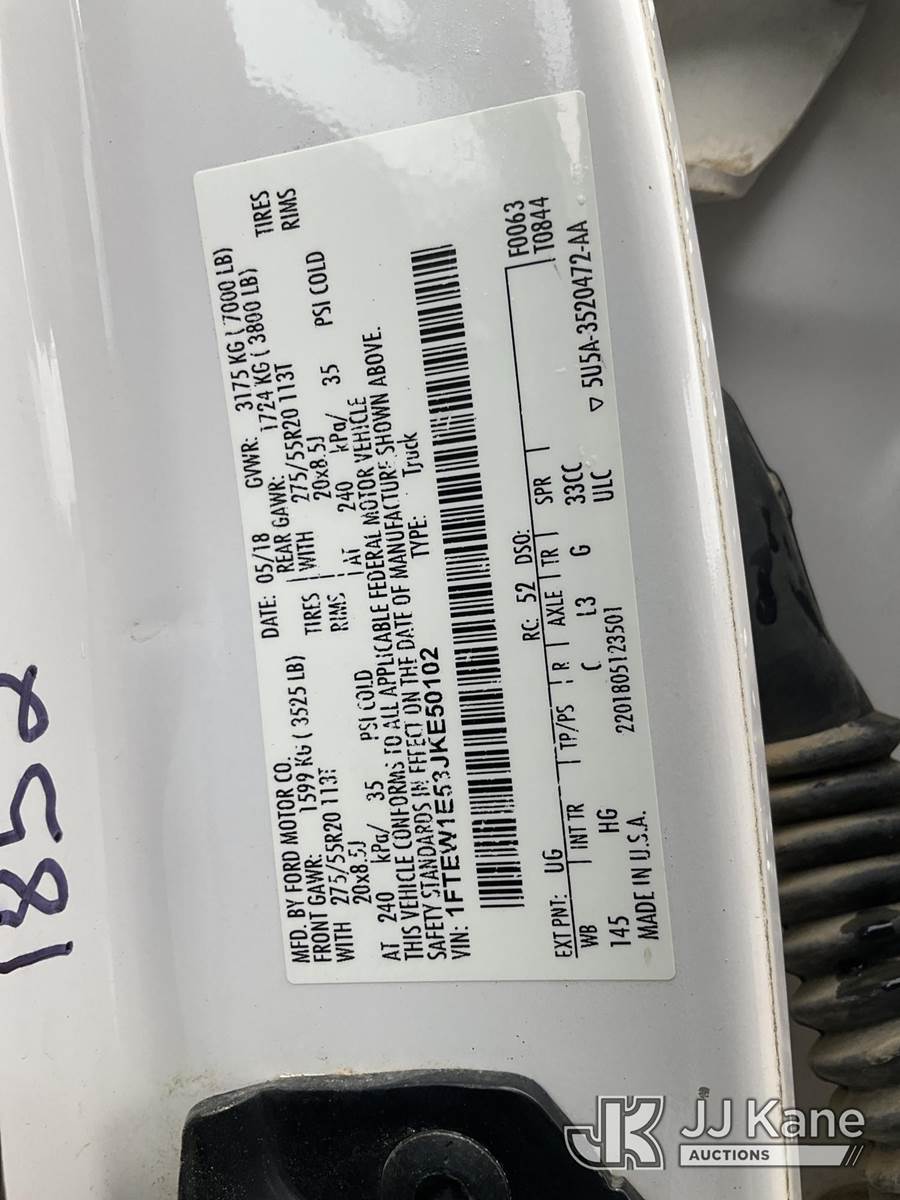 1852
MFD. BY FORD MOTOR CO.
DATE: 05/18
GVWR: 3175 KG ( 7000 LB)
FRONT GAWR: 1599 KG ( 3525 LB)
REAR GAWR: 1724 KG ( 3800 LB)
WITH 275/55R20 113T TIRES
WITH 275/55R20 113T TIRES
20x8.5J RIMS
20x8.5J RIMS
AT 240 kPa/ 35 PSI COLD
AT 240 kPa/ 35 PSI COLD
THIS VEHICLE CONFORMS TO ALL APPLICABLE FEDERAL MOTOR VEHICLE
SAFETY STANDARDS IN EFFECT ON THE DATE OF MANUFACTURE SHOWN ABOVE.
VIN: 1FTEW1E53JKE50102
TYPE: Truck
F0063
T0844
EXT PNT: UG RC: 52 DSO:
WB INT TR TP/PS R AXLE TR SPR
145 HG C L3 G 33CC
MADE IN U.S.A. 2201805123501 ULC
5U5A-3520472-AA
JK JJ Kane
AUCTIONS